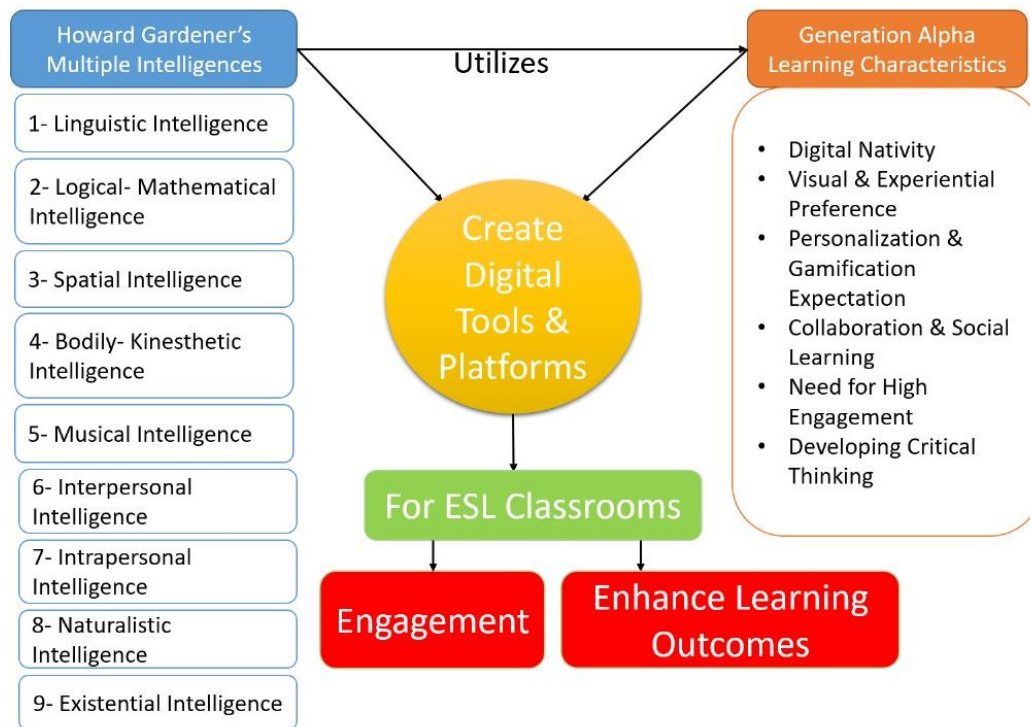 Howard Gardener's
Multiple Intelligences
1- Linguistic Intelligence
2- Logical- Mathematical
Intelligence
3- Spatial Intelligence
4- Bodily- Kinesthetic
Intelligence
5- Musical Intelligence
6- Interpersonal
Intelligence
7- Intrapersonal
Intelligence
8- Naturalistic
Intelligence
9- Existential Intelligence
Utilizes
Create
Digital
Tools &
Platforms
For ESL Classrooms
Engagement
Enhance Learning
Outcomes
Generation Alpha
Learning Characteristics
• Digital Nativity
• Visual & Experiential
Preference
• Personalization &
Gamification
Expectation
• Collaboration & Social
Learning
• Need for High
Engagement
• Developing Critical
Thinking